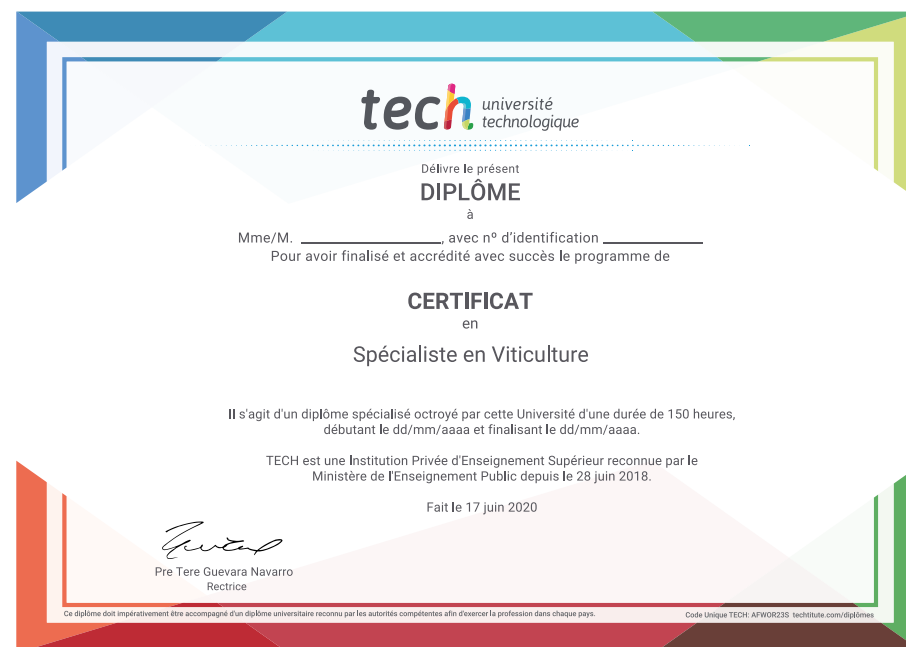 tech université
technologique
Délivre le présent
DIPLÔME
à
Mme/M. ____________________, avec nº d'identification ______________
Pour avoir finalisé et accrédité avec succès le programme de
CERTIFICAT
en
Spécialiste en Viticulture
Il s'agit d'un diplôme spécialisé octroyé par cette Université d'une durée de 150 heures,
débutant le dd/mm/aaaa et finalisant le dd/mm/aaaa.
TECH est une Institution Privée d'Enseignement Supérieur reconnue par le
Ministère de l'Enseignement Public depuis le 28 juin 2018.
Fait le 17 juin 2020
Pre Tere Guevara Navarro
Rectrice
Ce diplôme doit impérativement être accompagné d'un diplôme universitaire reconnu par les autorités compétentes afin d'exercer la profession dans chaque pays.
Code Unique TECH: AFWOR23S techtitute.com/diplômes